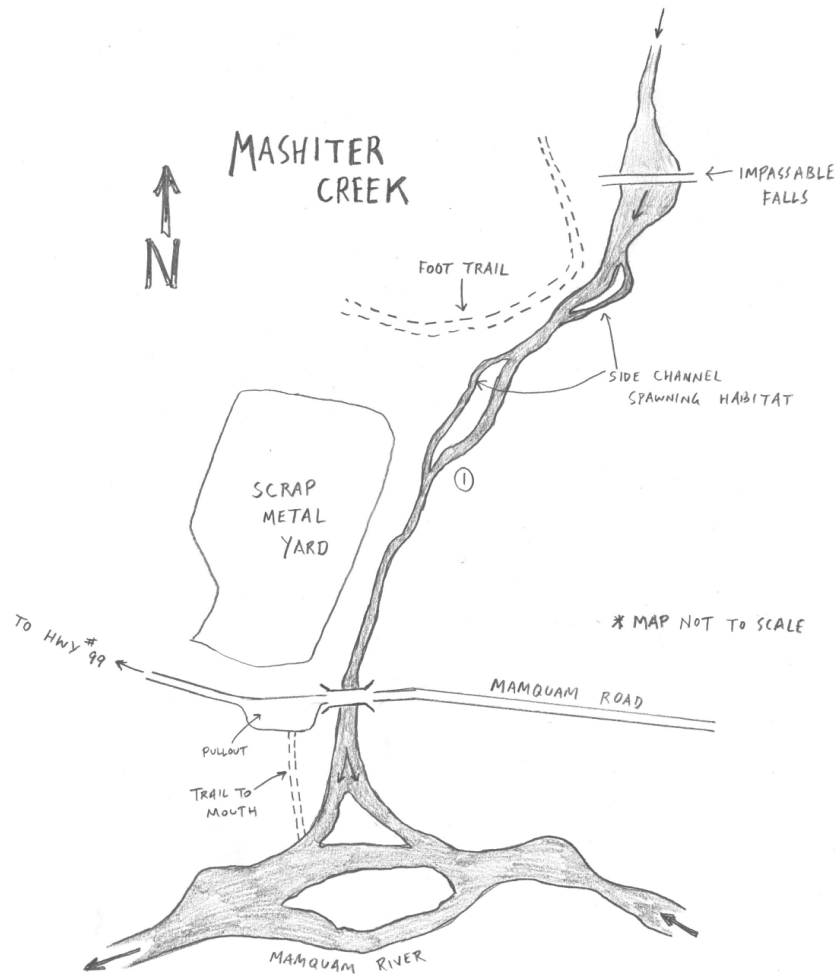 MASHITER
CREEK
N
IMPASSABLE
FALLS
FOOT TRAIL
SIDE CHANNEL
SPAWNING HABITAT
1
SCRAP
METAL
YARD
* MAP NOT TO SCALE
TO HWY # 99
MAMQUAM ROAD
PULLOUT
TRAIL TO
MOUTH
MAMQUAM RIVER